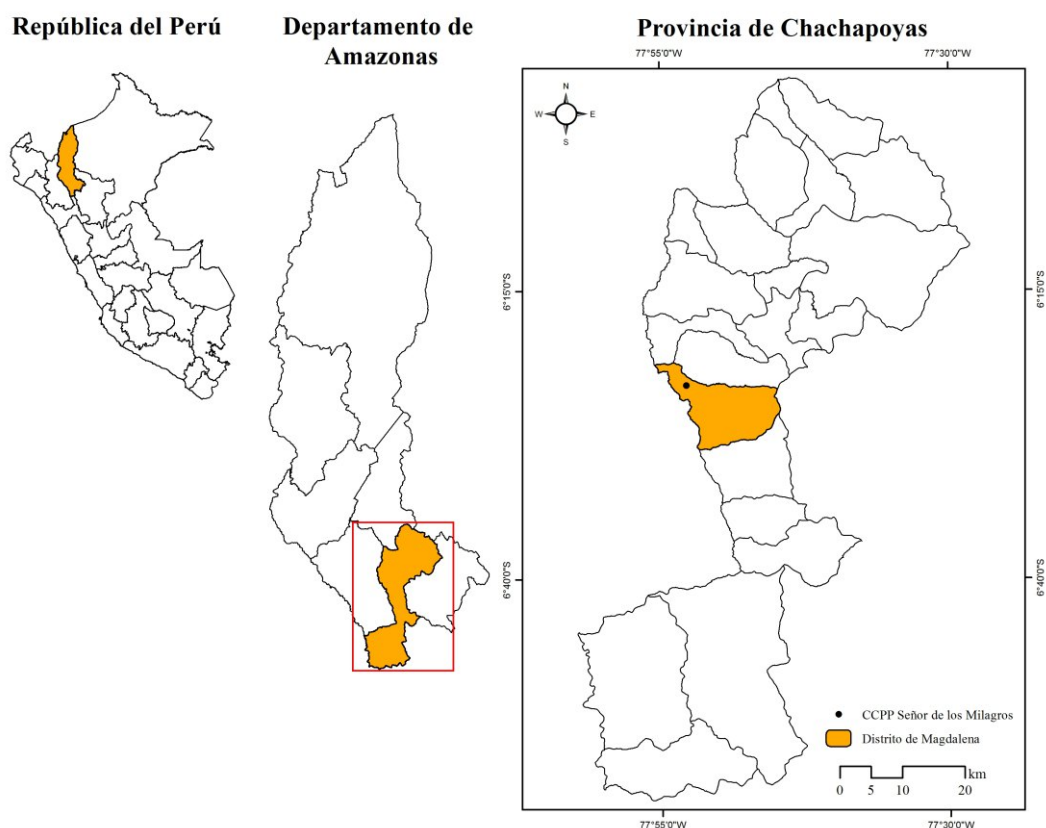 República del Perú
Departamento de
Amazonas
Provincia de Chachapoyas
77°55'0"W
77°30'0"W
N
W
E
S
6°15'0"S
6°15'0"S
6°40'0"S
6°40'0"S
CCPP Señor de los Milagros
Distrito de Magdalena
km
0 5 10 20
77°55'0"W
77°30'0"W